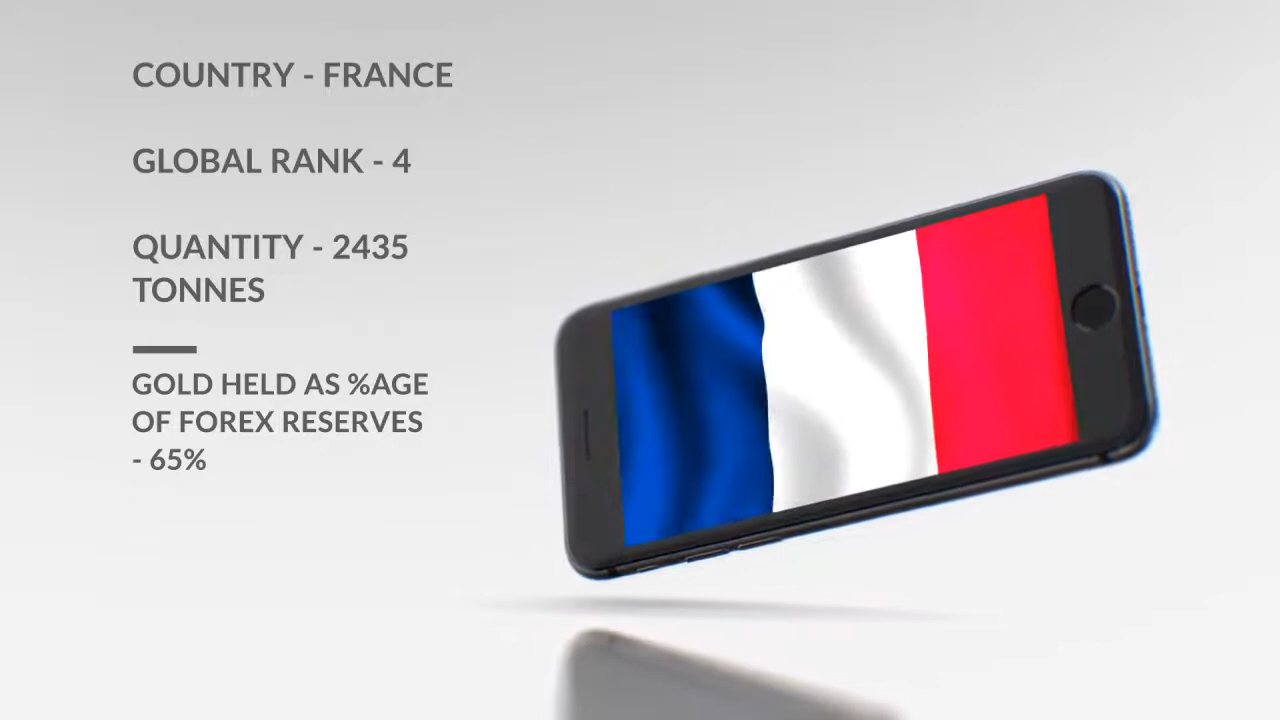 COUNTRY - FRANCE
GLOBAL RANK - 4
QUANTITY - 2435
TONNES
GOLD HELD AS %AGE
OF FOREX RESERVES
- 65%